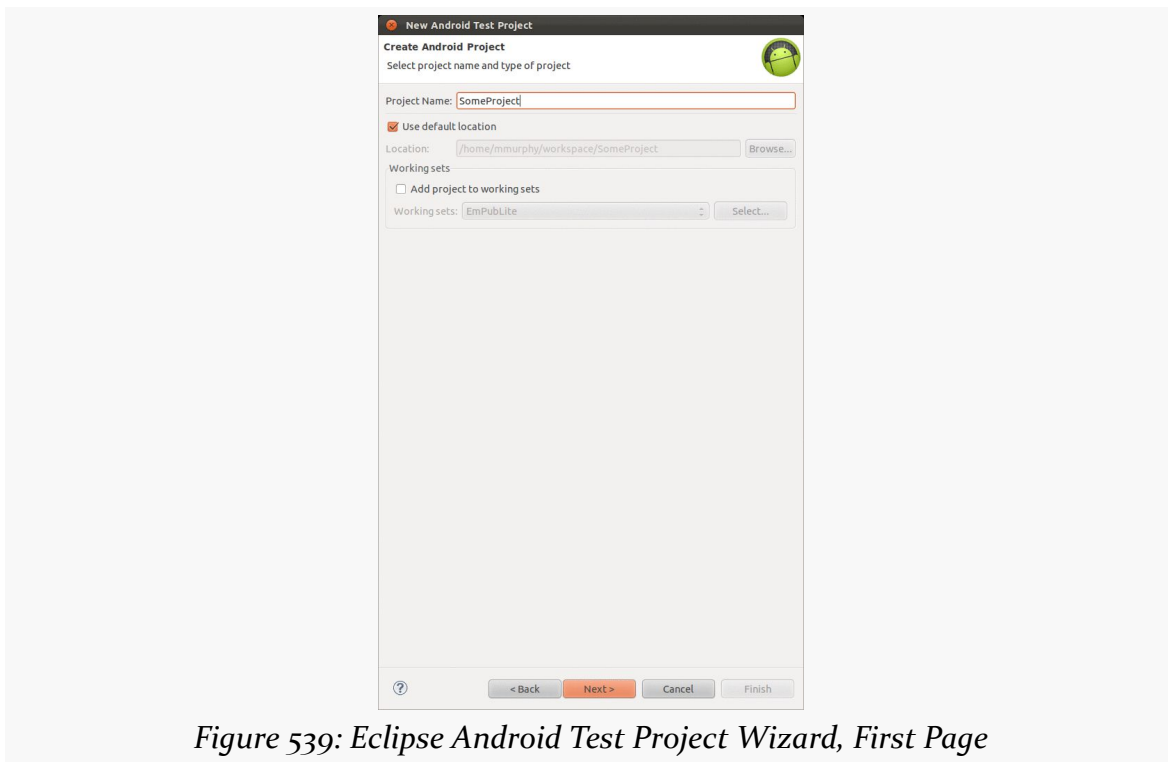 New Android Test Project
Create Android Project
Select project name and type of project
Project Name: SomeProject
Use default location
Location: /home/mmurphy/workspace/SomeProject Browse...
Working sets
Add project to working sets
Working sets: EmPubLite Select...
? < Back Next > Cancel Finish
Figure 539: Eclipse Android Test Project Wizard, First Page